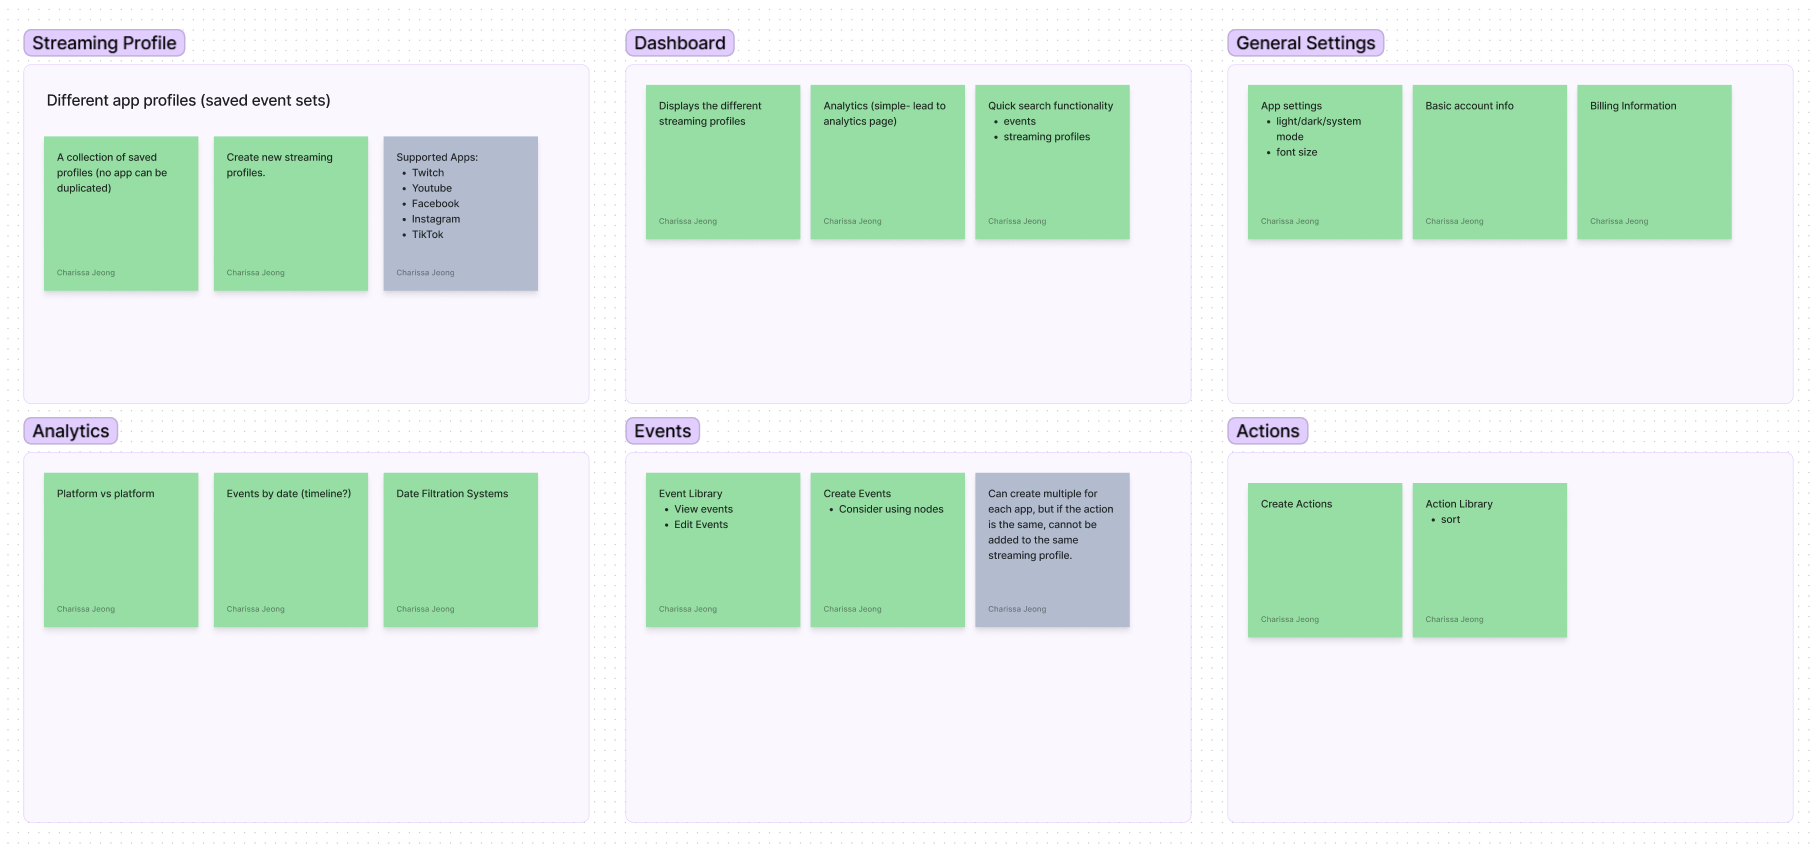 Streaming Profile
Different app profiles (saved event sets)
A collection of saved
profiles (no app can be
duplicated)
Charissa Jeong
Create new streaming
profiles.
Charissa Jeong
Supported Apps:
• Twitch
• Youtube
• Facebook
• Instagram
• TikTok
Charissa Jeong
Dashboard
Displays the different
streaming profiles
Charissa Jeong
Analytics (simple- lead to
analytics page)
Charissa Jeong
Quick search functionality
• events
• streaming profiles
Charissa Jeong
General Settings
App settings
• light/dark/system
mode
• font size
Charissa Jeong
Basic account info
Charissa Jeong
Billing Information
Charissa Jeong
Analytics
Platform vs platform
Charissa Jeong
Events by date (timeline?)
Charissa Jeong
Date Filtration Systems
Charissa Jeong
Events
Event Library
• View events
• Edit Events
Charissa Jeong
Create Events
• Consider using nodes
Charissa Jeong
Can create multiple for
each app, but if the action
is the same, cannot be
added to the same
streaming profile.
Charissa Jeong
Actions
Create Actions
Charissa Jeong
Action Library
• sort
Charissa Jeong